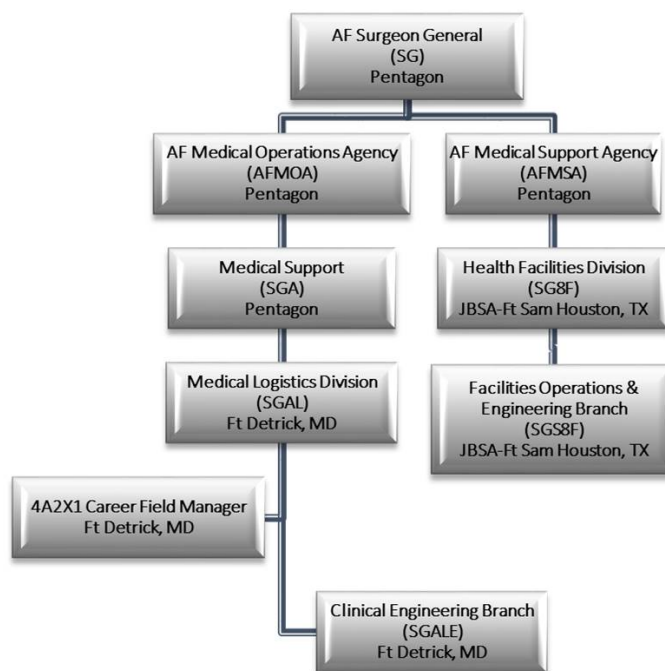 AF Surgeon General
(SG)
Pentagon
AF Medical Operations Agency
(AFMOA)
Pentagon
AF Medical Support Agency
(AFMSA)
Pentagon
Medical Support
(SGA)
Pentagon
Health Facilities Division
(SG8F)
JBSA-Ft Sam Houston, TX
Medical Logistics Division
(SGAL)
Ft Detrick, MD
Facilities Operations &
Engineering Branch
(SGS8F)
JBSA-Ft Sam Houston, TX
4A2X1 Career Field Manager
Ft Detrick, MD
Clinical Engineering Branch
(SGALE)
Ft Detrick, MD